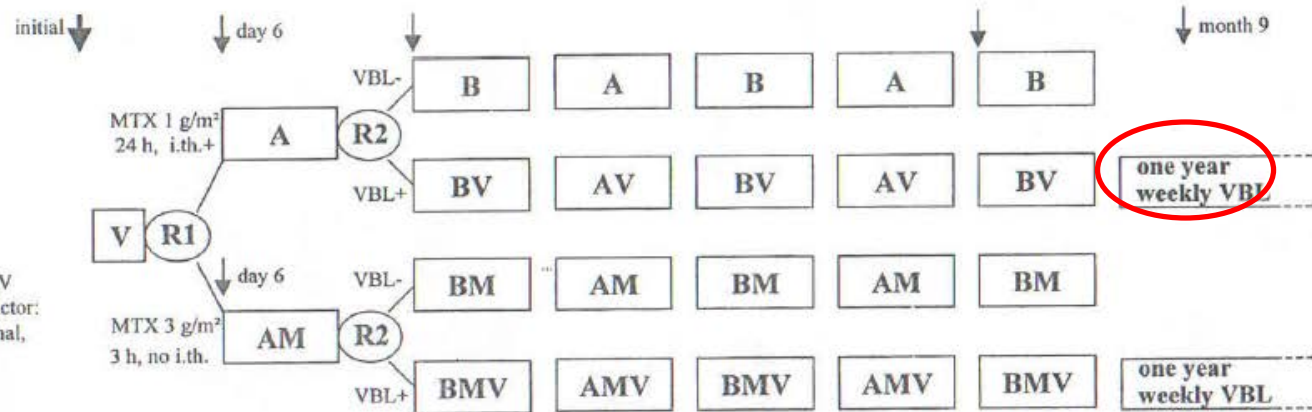 initial
day 6
month 9
VBL-
B
A
B
A
B
MTX 1 g/m²
24 h, i.th.+
A
R2
VBL+
BV
AV
BV
AV
BV
one year
weekly VBL
V
R1
day 6
VBL-
BM
AM
BM
AM
BM
MTX 3 g/m²
3 h, no i.th.
AM
R2
VBL+
BMV
AMV
BMV
AMV
BMV
one year
weekly VBL
V